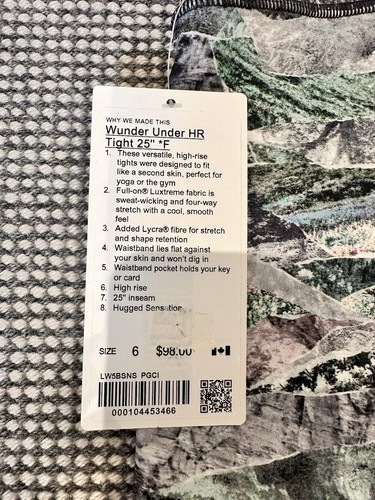 WHY WE MADE THIS
Wunder Under HR
Tight 25" *F
1. These versatile, high-rise
tights were designed to fit
like a second skin, perfect for
yoga or the gym
2. Full-on® Luxtreme fabric is
sweat-wicking and four-way
stretch with a cool, smooth
feel
3. Added Lycra® fibre for stretch
and shape retention
4. Waistband lies flat against
your skin and won't dig in
5. Waistband pocket holds your key
or card
6. High rise
7. 25" inseam
8. Hugged Sensation
SIZE 6 $98.00
LW5BSNS PGCI
000104453466